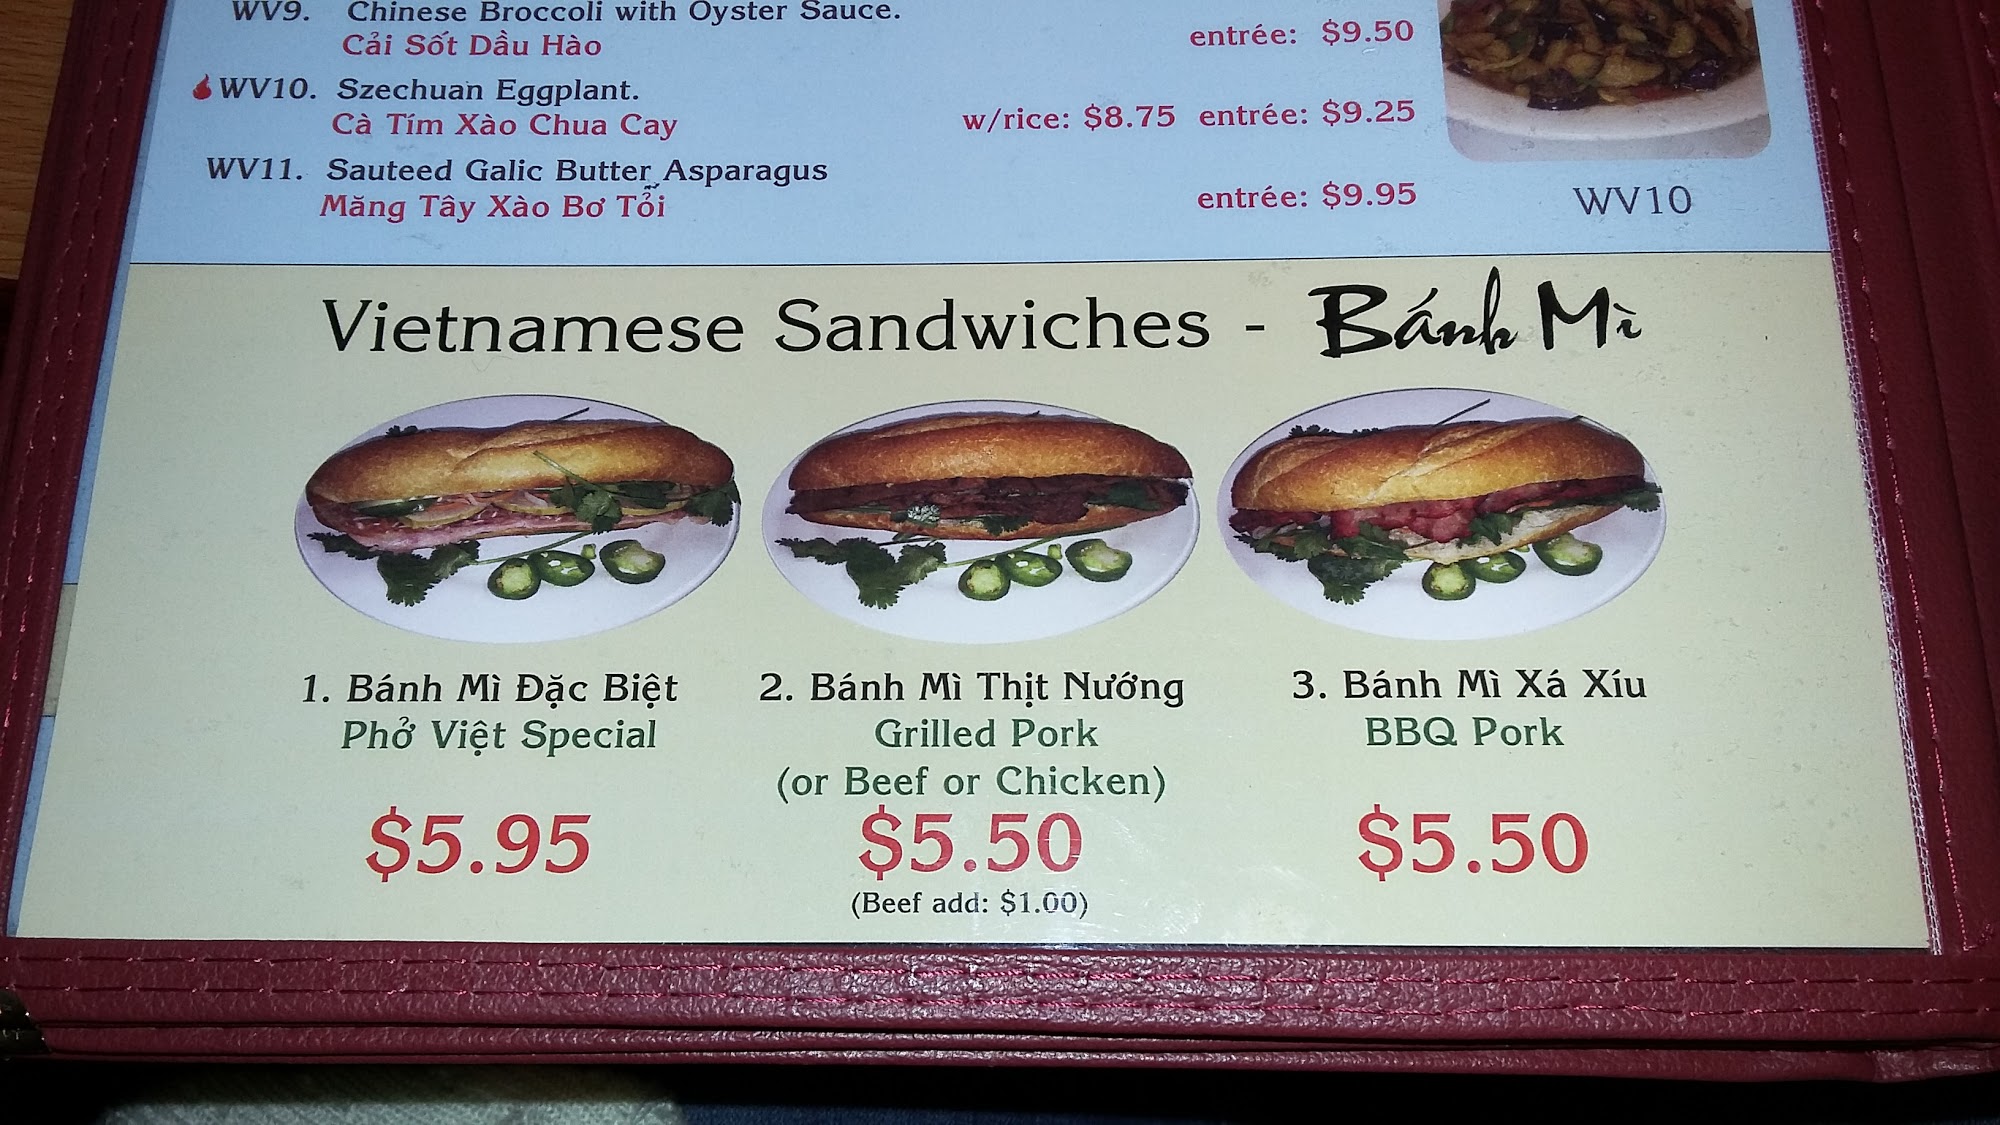 WV9. Chinese Broccoli with Oyster Sauce.
Cải Sốt Dầu Hào
entrée: $9.50
WV10. Szechuan Eggplant.
Cà Tím Xào Chua Cay
w/rice: $8.75 entrée: $9.25
WV11. Sauteed Galic Butter Asparagus
Măng Tây Xào Bơ Tỏi
entrée: $9.95
WV10
Vietnamese Sandwiches - Bánh Mì
1. Bánh Mì Đặc Biệt
Phở Việt Special
$5.95
2. Bánh Mì Thịt Nướng
Grilled Pork
(or Beef or Chicken)
$5.50
(Beef add: $1.00)
3. Bánh Mì Xá Xíu
BBQ Pork
$5.50